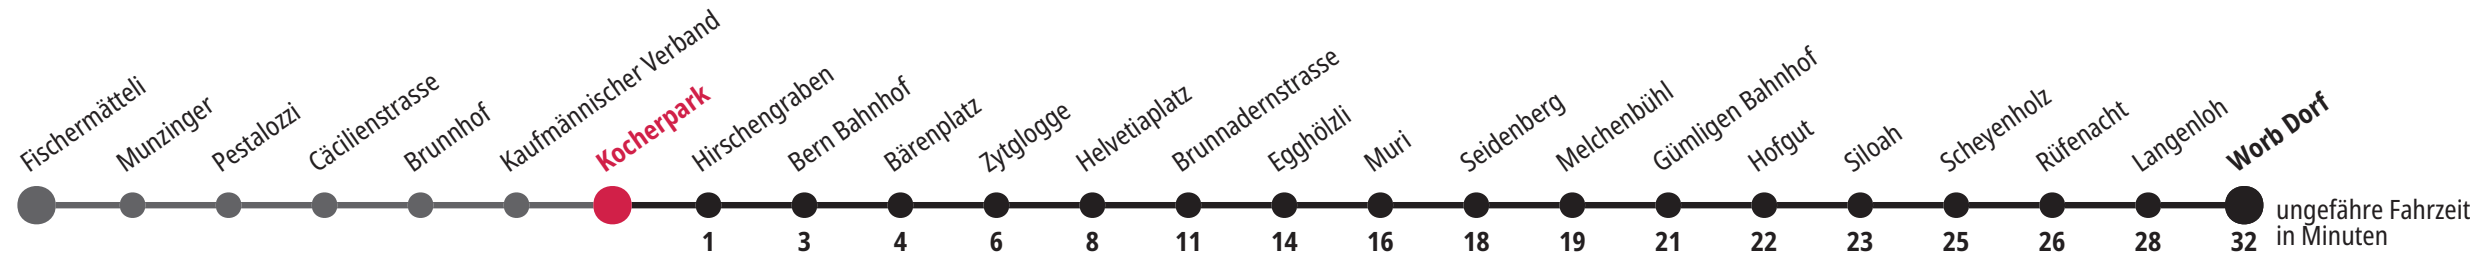 Fischermätteli
Munzinger
Pestalozzi
Cäcilienstrasse
Brunnhof
Kaufmännischer Verband
Kocherpark
Hirschengraben
Bern Bahnhof
Bärenplatz
Zytglogge
Helvetiaplatz
Brunnadernstrasse
Egghölzli
Muri
Seidenberg
Melchenbühl
Gümligen Bahnhof
Hofgut
Siloah
Scheyenholz
Rüfenacht
Langenloh
Worb Dorf
1 3 4 6 8 11 14 16 18 19 21 22 23 25 26 28 32
ungefähre Fahrzeit
in Minuten